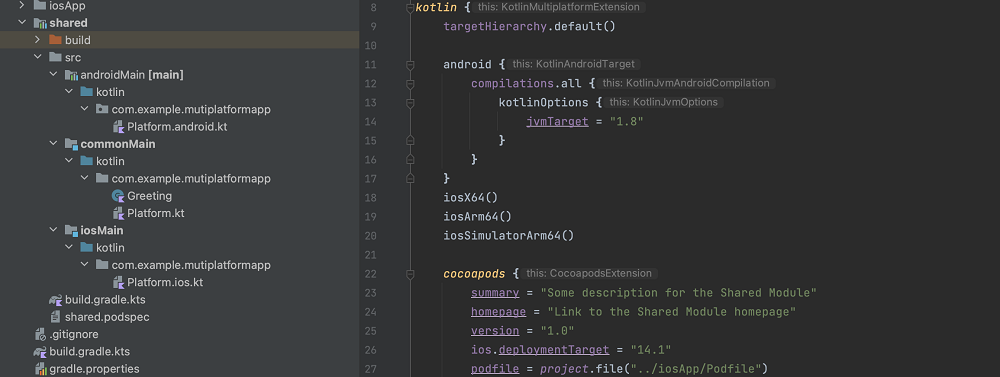 iosApp
shared
build
src
androidMain [main]
kotlin
com.example.mutiplatformapp
Platform.android.kt
commonMain
kotlin
com.example.mutiplatformapp
Greeting
Platform.kt
iosMain
kotlin
com.example.mutiplatformapp
Platform.ios.kt
build.gradle.kts
shared.podspec
.gitignore
build.gradle.kts
gradle.properties
8 kotlin { this: KotlinMultiplatformExtension
9 targetHierarchy.default()
10
11 android { this: KotlinAndroidTarget
12 compilations.all { this: KotlinJvmAndroidCompilation
13 kotlinOptions { this: KotlinJvmOptions
14 jvmTarget = "1.8"
15 }
16 }
17 }
18 iosX64()
19 iosArm64()
20 iosSimulatorArm64()
21
22 cocoapods { this: CocoapodsExtension
23 summary = "Some description for the Shared Module"
24 homepage = "Link to the Shared Module homepage"
25 version = "1.0"
26 ios.deploymentTarget = "14.1"
27 podfile = project.file("../iosApp/Podfile")